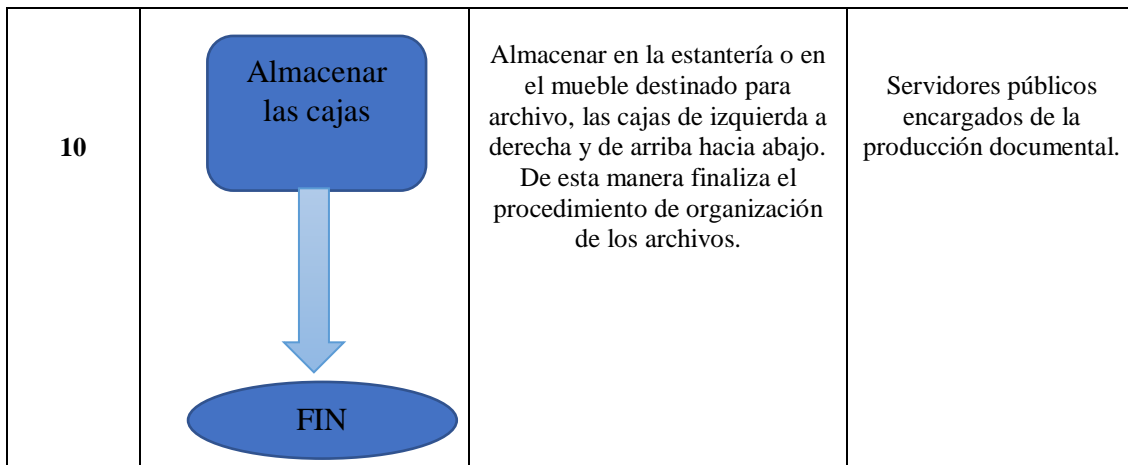 10
Almacenar
las cajas
FIN
Almacenar en la estantería o en
el mueble destinado para
archivo, las cajas de izquierda a
derecha y de arriba hacia abajo.
De esta manera finaliza el
procedimiento de organización
de los archivos.
Servidores públicos
encargados de la
producción documental.